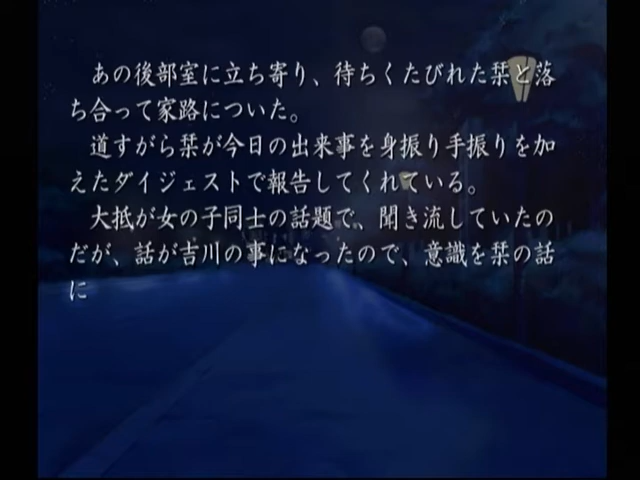 あの後部室に立ち寄り、待ちくたびれた栞と落
ち合って家路についた。
道すがら栞が今日の出来事を身振り手振りを加
えたダイジェストで報告してくれている。
大抵が女の子同士の話題で、聞き流していたの
だが、話が吉川の事になったので、意識を栞の話
に